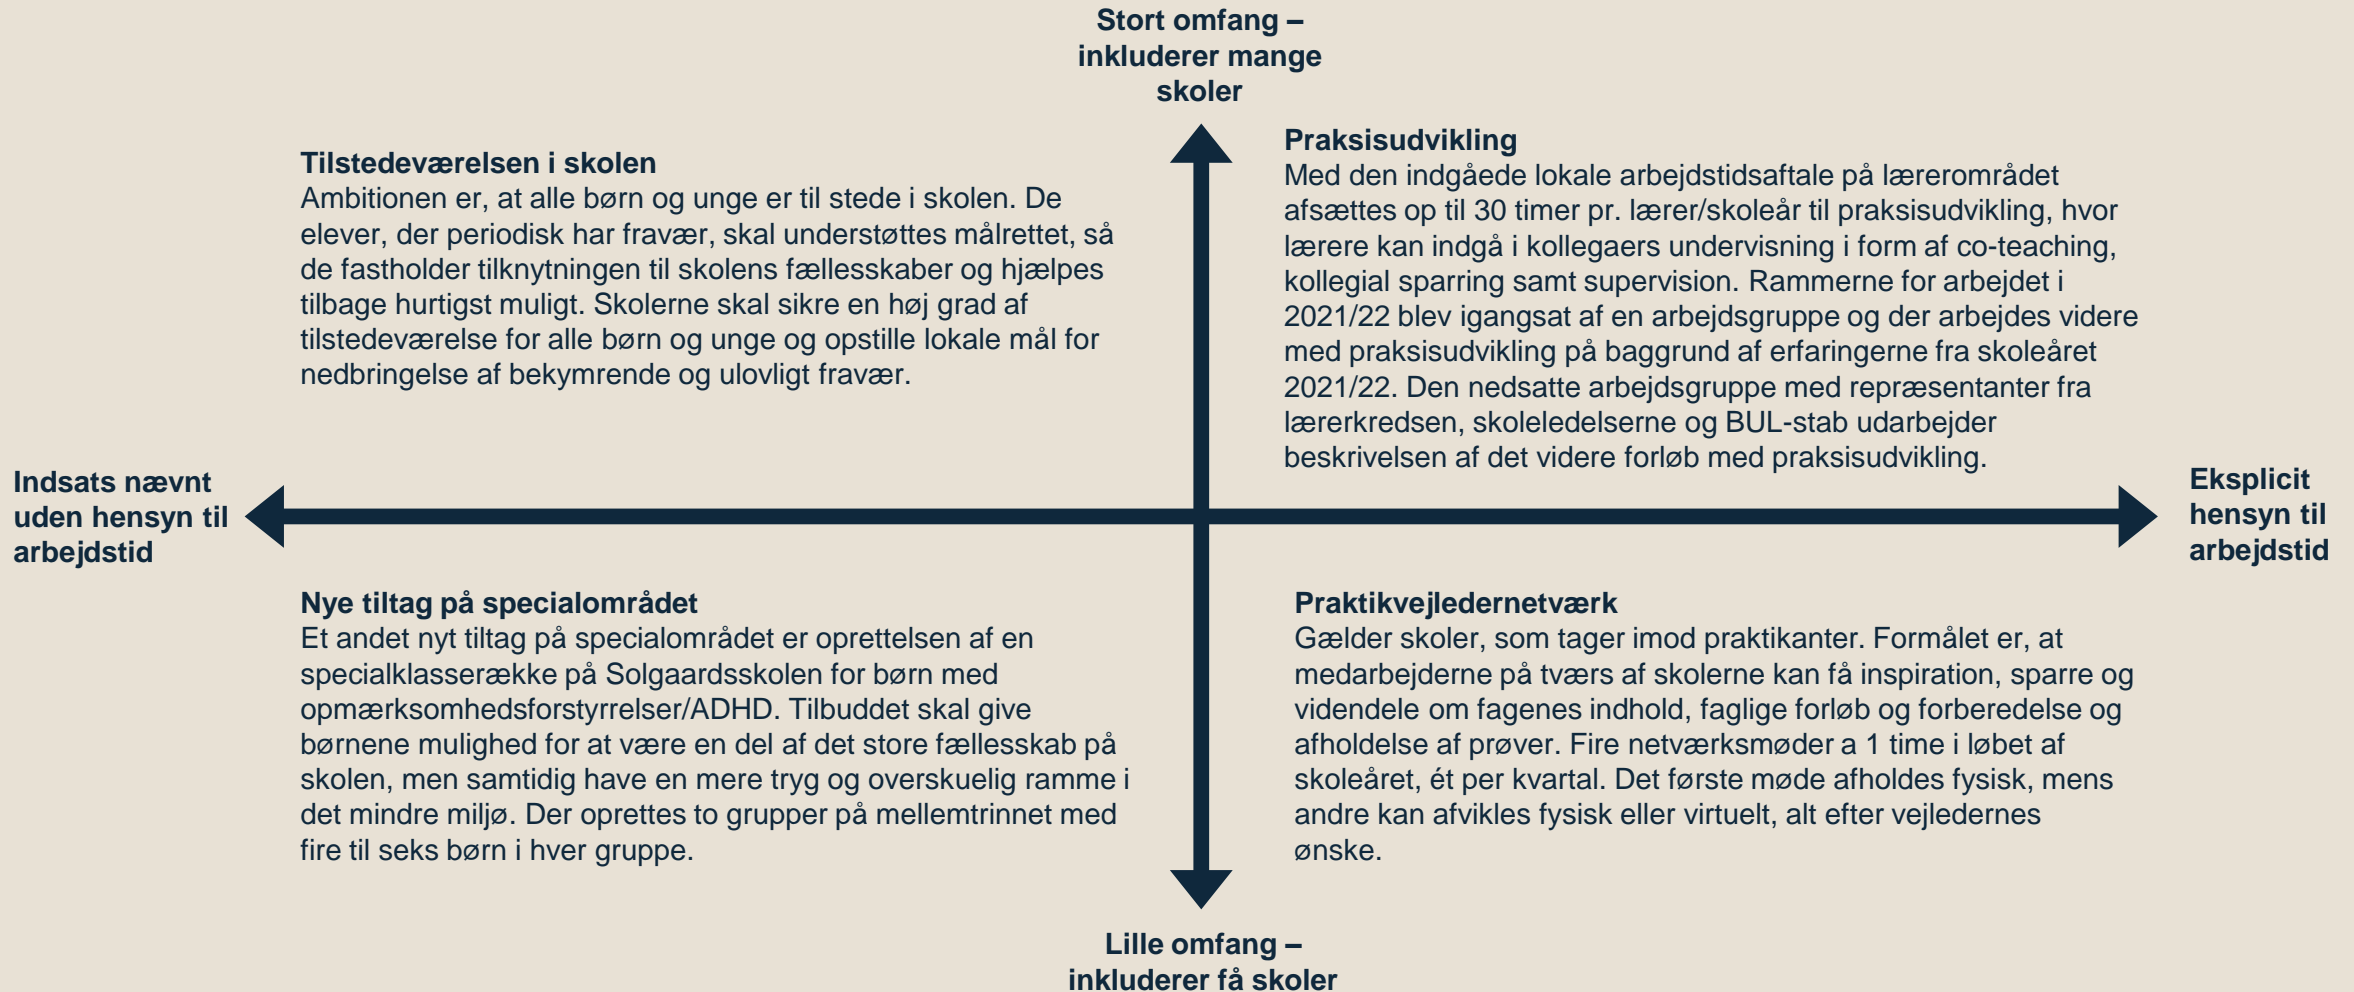 Stort omfang –
inkluderer mange
skoler
Tilstedeværelsen i skolen
Ambitionen er, at alle børn og unge er til stede i skolen. De
elever, der periodisk har fravær, skal understøttes målrettet, så
de fastholder tilknytningen til skolens fællesskaber og hjælpes
tilbage hurtigst muligt. Skolerne skal sikre en høj grad af
tilstedeværelse for alle børn og unge og opstille lokale mål for
nedbringelse af bekymrende og ulovligt fravær.
Praksisudvikling
Med den indgåede lokale arbejdstidsaftale på lærerområdet
afsættes op til 30 timer pr. lærer/skoleår til praksisudvikling, hvor
lærere kan indgå i kollegaers undervisning i form af co-teaching,
kollegial sparring samt supervision. Rammerne for arbejdet i
2021/22 blev igangsat af en arbejdsgruppe og der arbejdes videre
med praksisudvikling på baggrund af erfaringerne fra skoleåret
2021/22. Den nedsatte arbejdsgruppe med repræsentanter fra
lærerkredsen, skoleledelserne og BUL-stab udarbejder
beskrivelsen af det videre forløb med praksisudvikling.
Indsats nævnt
uden hensyn til
arbejdstid
Eksplicit
hensyn til
arbejdstid
Nye tiltag på specialområdet
Et andet nyt tiltag på specialområdet er oprettelsen af en
specialklasserække på Solgaardsskolen for børn med
opmærksomhedsforstyrrelser/ADHD. Tilbuddet skal give
børnene mulighed for at være en del af det store fællesskab på
skolen, men samtidig have en mere tryg og overskuelig ramme i
det mindre miljø. Der oprettes to grupper på mellemtrinnet med
fire til seks børn i hver gruppe.
Praktikvejledernetværk
Gælder skoler, som tager imod praktikanter. Formålet er, at
medarbejderne på tværs af skolerne kan få inspiration, sparre og
videndele om fagenes indhold, faglige forløb og forberedelse og
afholdelse af prøver. Fire netværksmøder a 1 time i løbet af
skoleåret, ét per kvartal. Det første møde afholdes fysisk, mens
andre kan afvikles fysisk eller virtuelt, alt efter vejledernes
ønske.
Lille omfang –
inkluderer få skoler